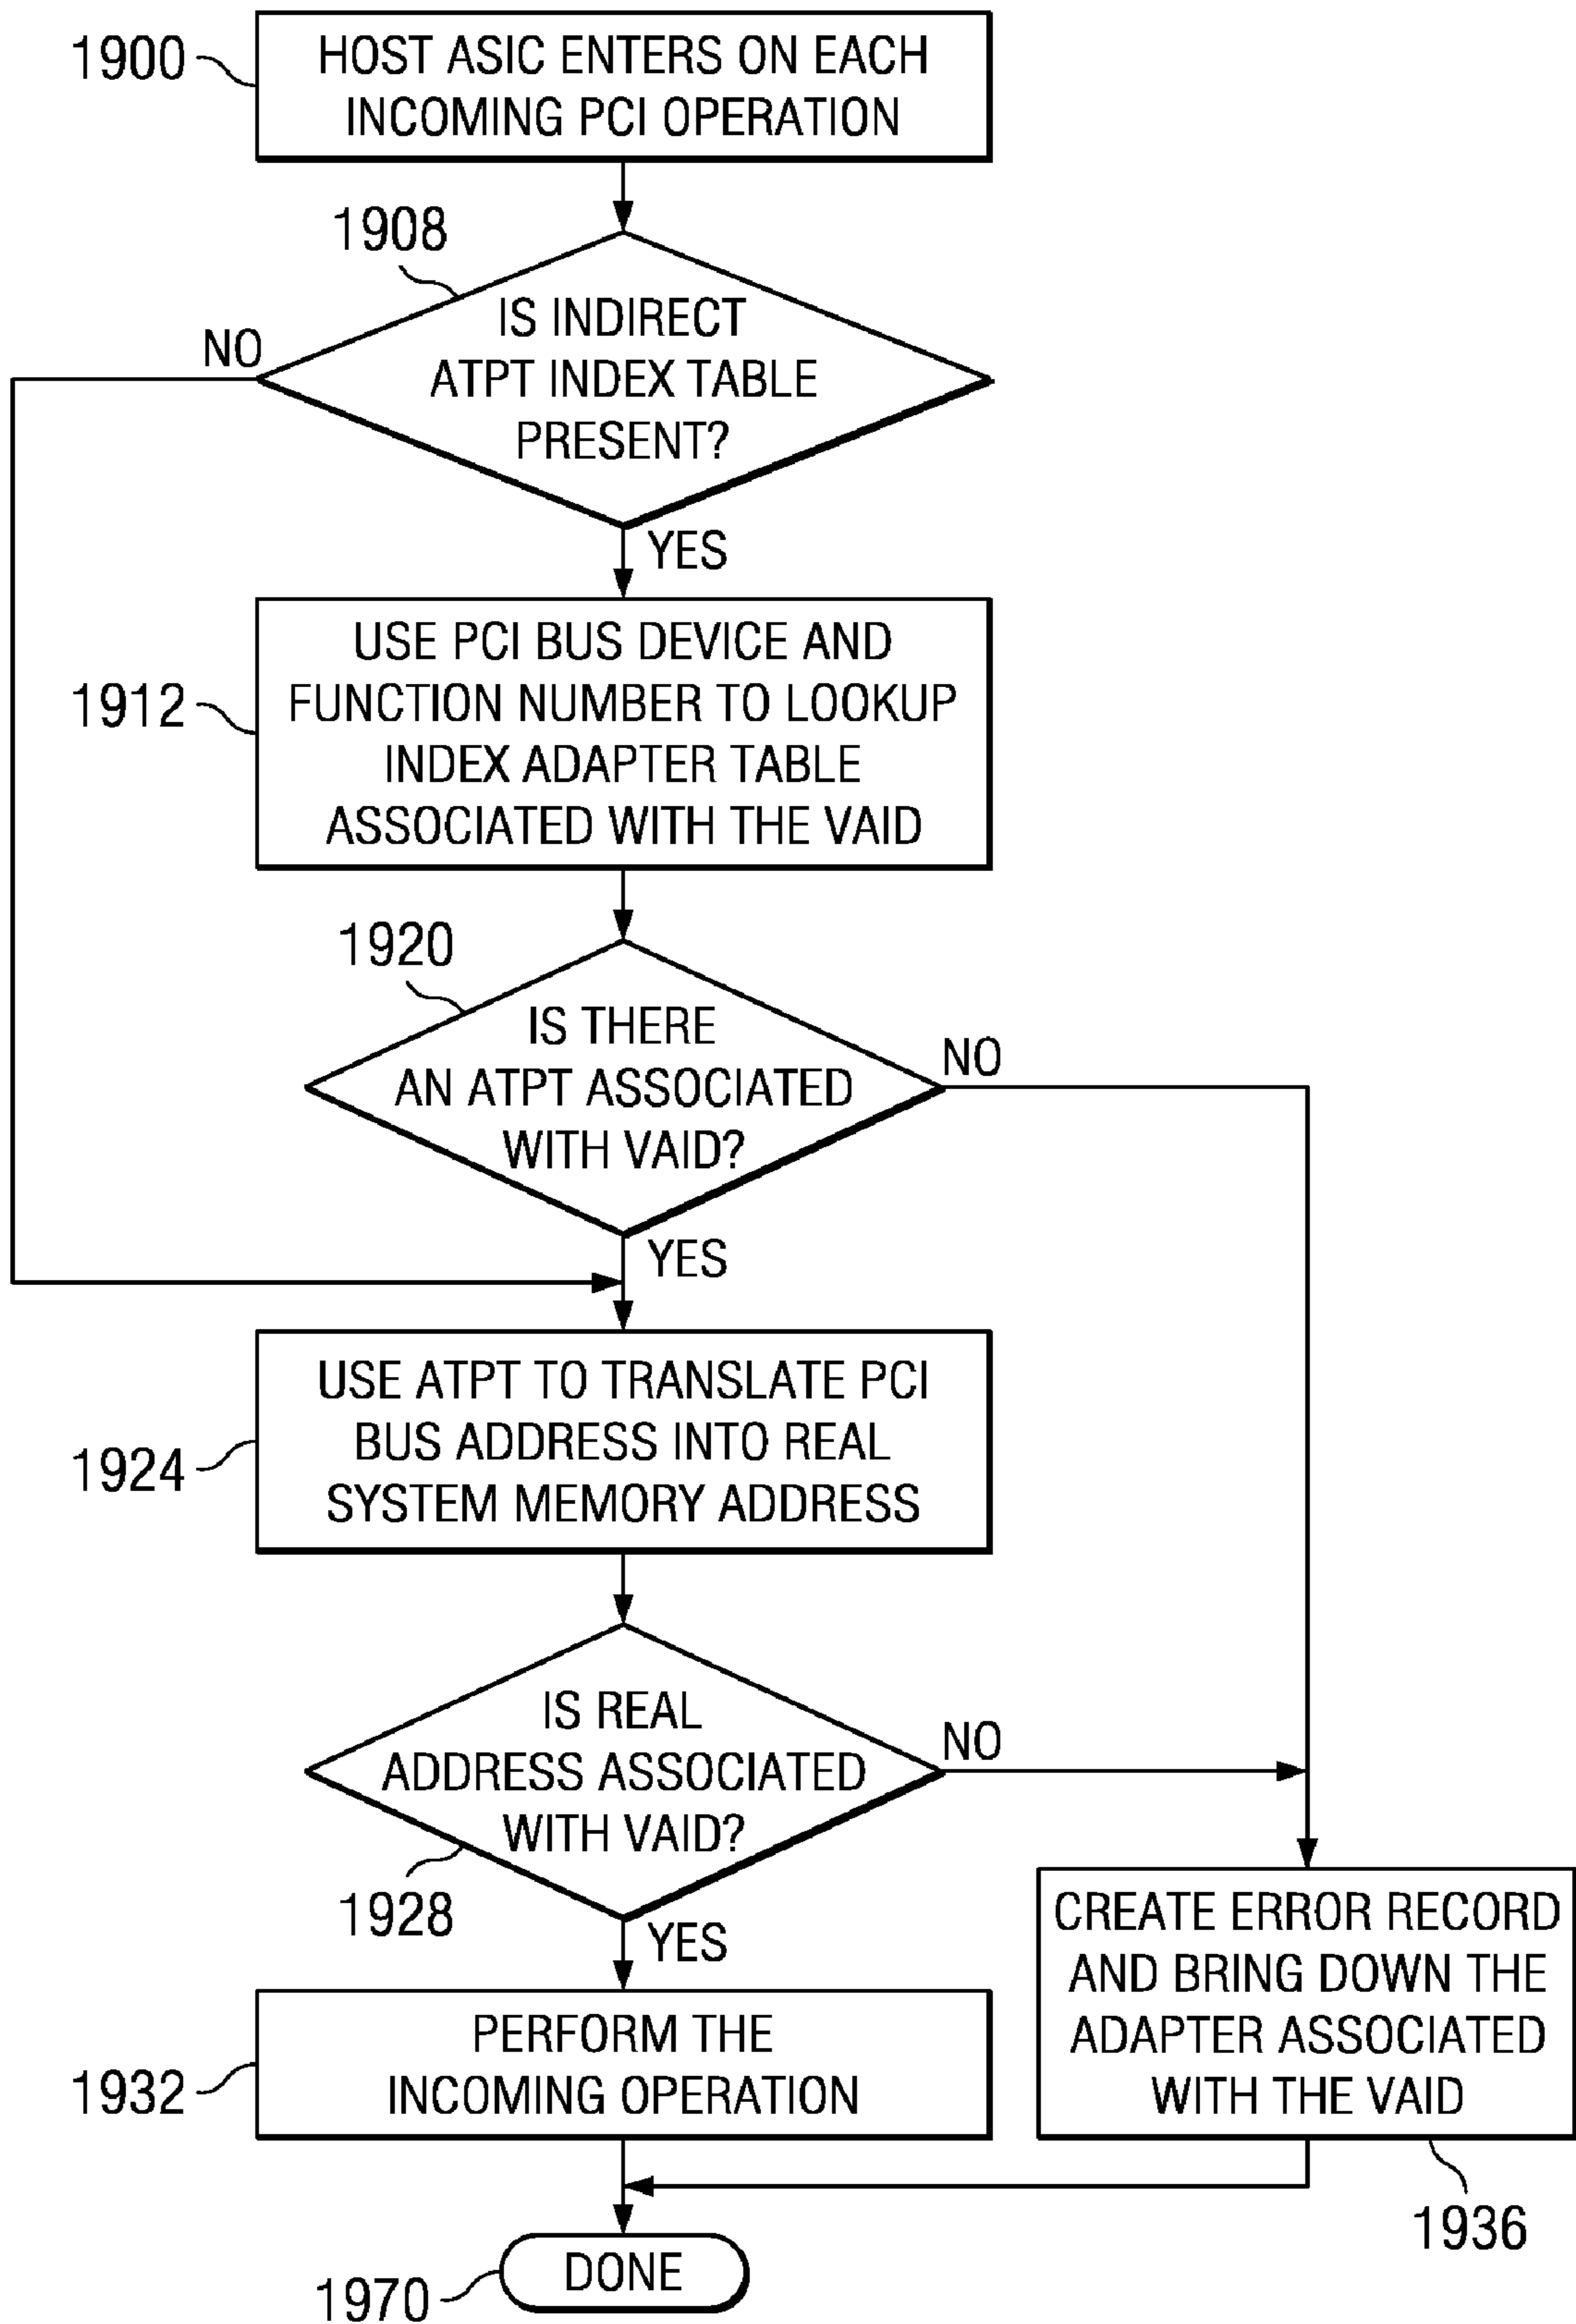 1900
HOST ASIC ENTERS ON EACH
INCOMING PCI OPERATION
1908
IS INDIRECT
ATPT INDEX TABLE
PRESENT?
NO
YES
1912
USE PCI BUS DEVICE AND
FUNCTION NUMBER TO LOOKUP
INDEX ADAPTER TABLE
ASSOCIATED WITH THE VAID
1920
IS THERE
AN ATPT ASSOCIATED
WITH VAID?
NO
YES
1924
USE ATPT TO TRANSLATE PCI
BUS ADDRESS INTO REAL
SYSTEM MEMORY ADDRESS
IS REAL
ADDRESS ASSOCIATED
WITH VAID?
NO
1928
YES
CREATE ERROR RECORD
AND BRING DOWN THE
ADAPTER ASSOCIATED
WITH THE VAID
1932
PERFORM THE
INCOMING OPERATION
1936
1970
DONE